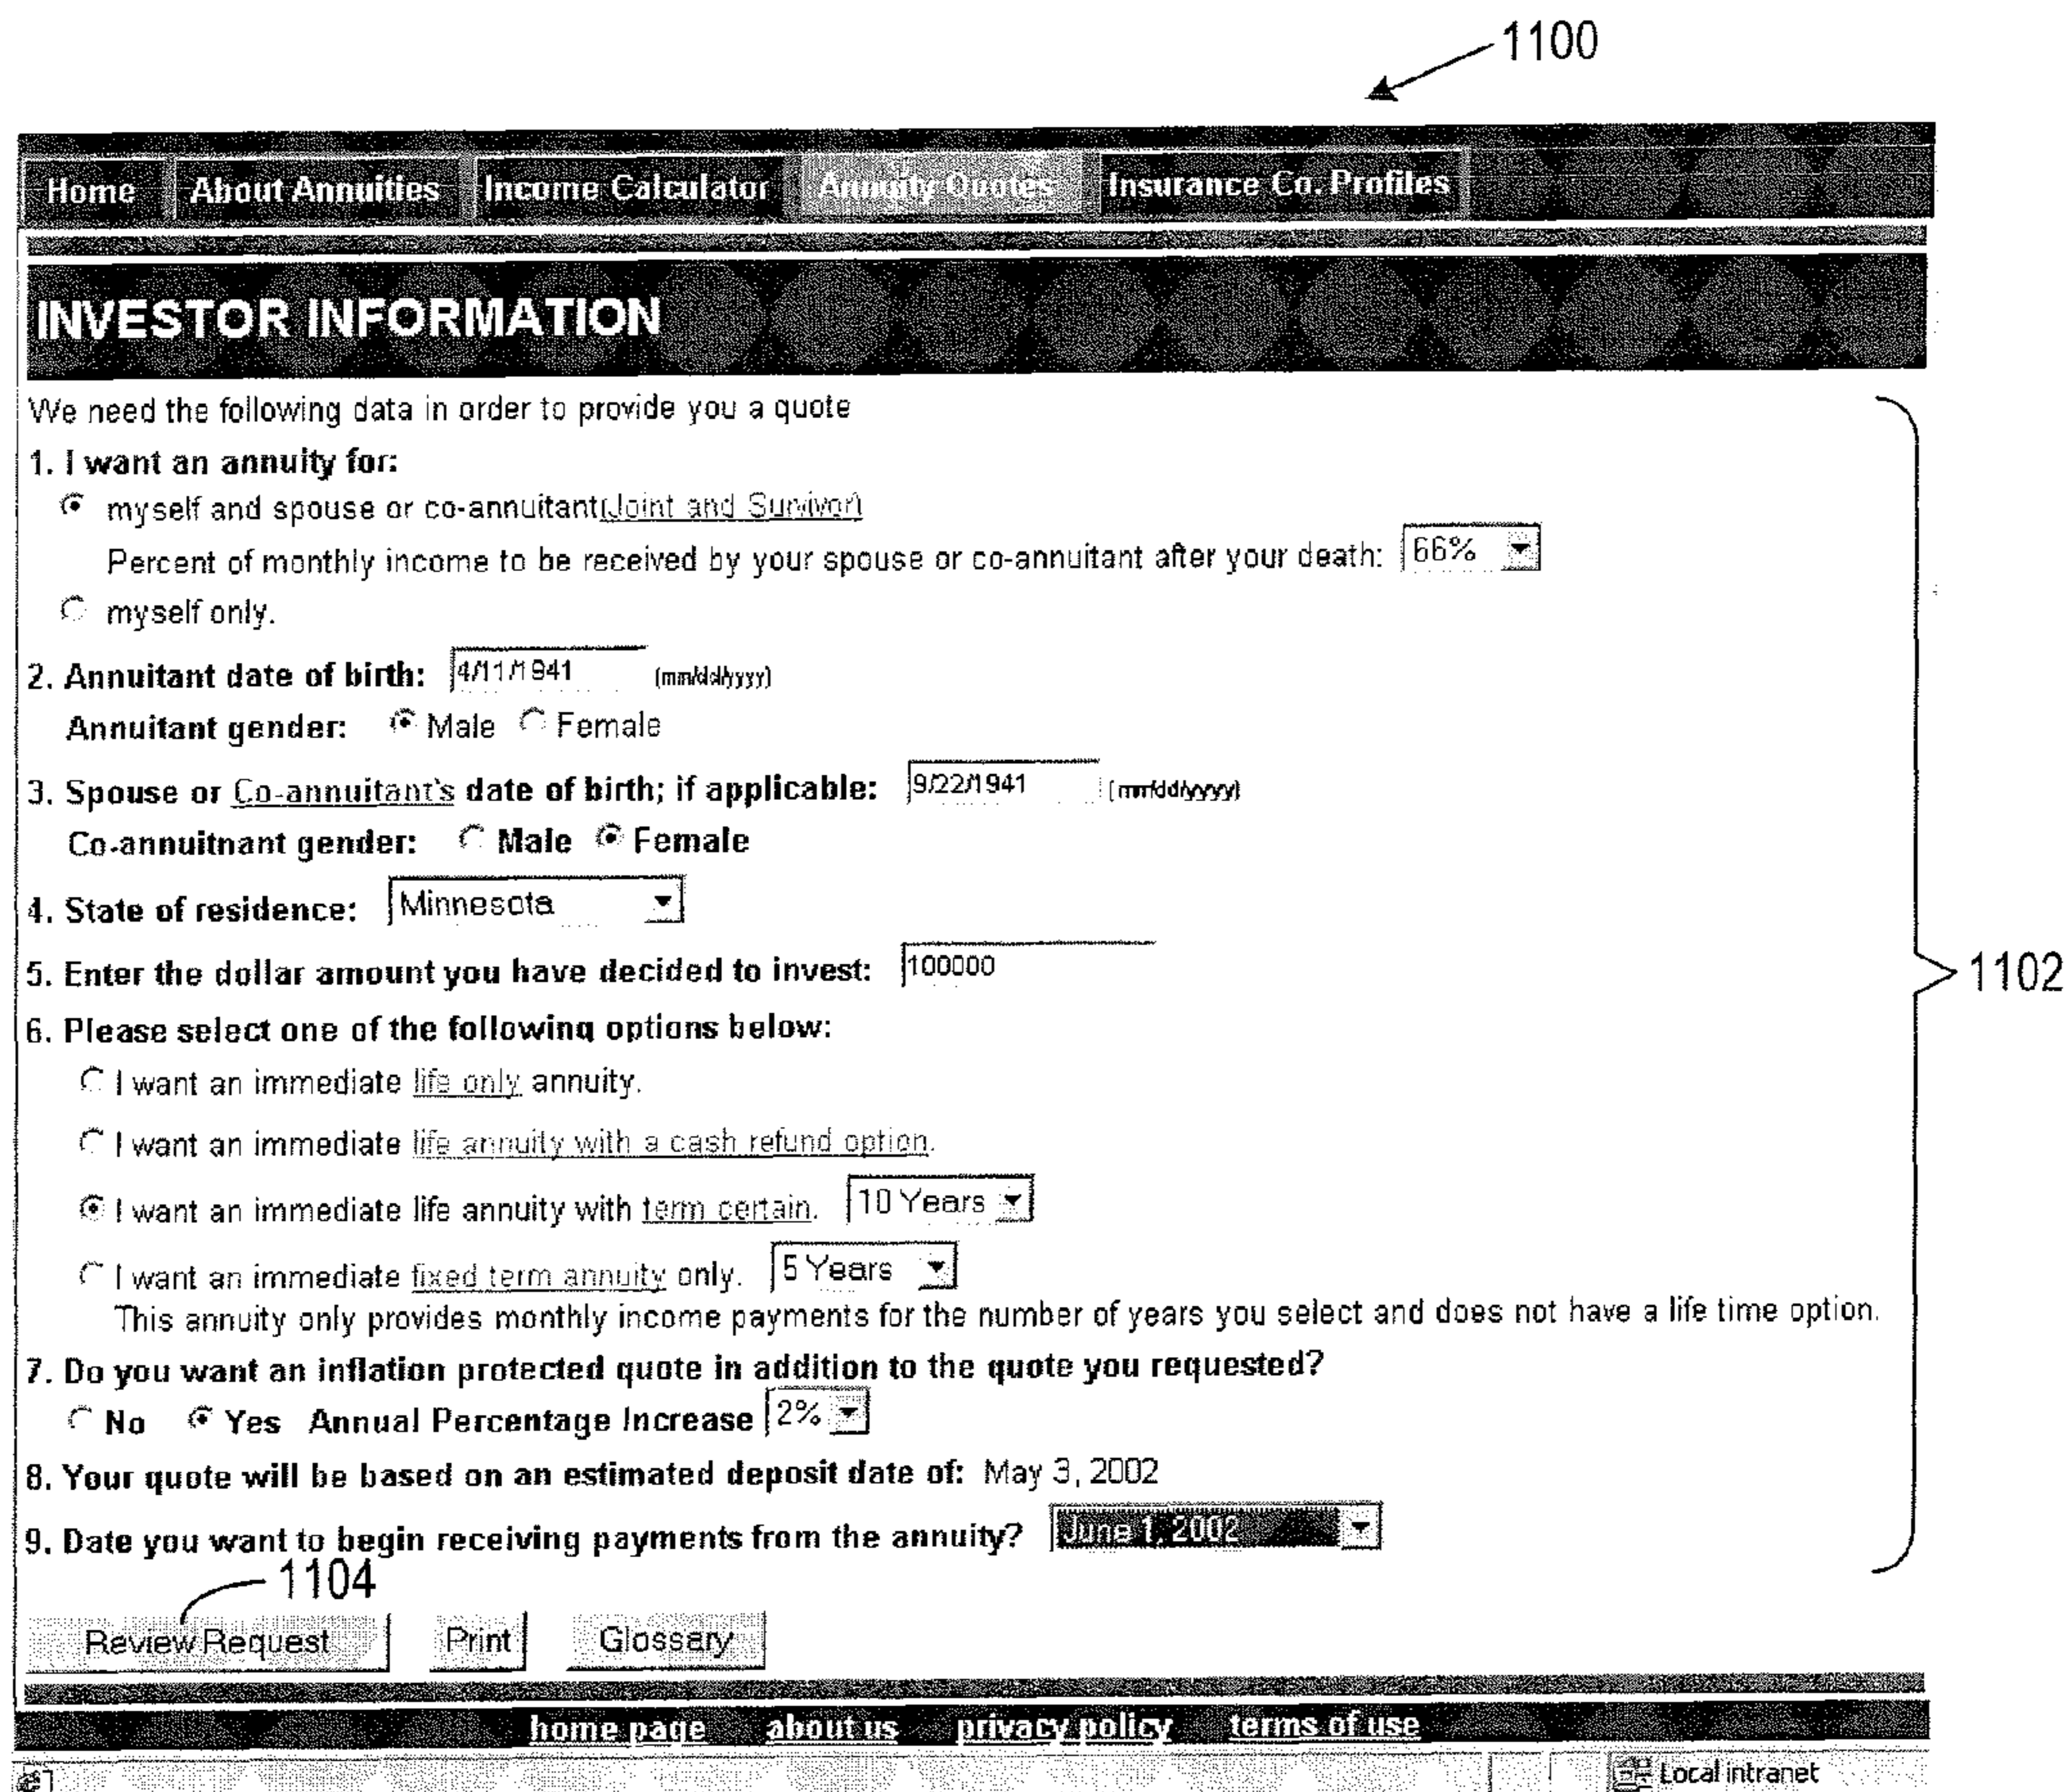 1100
Home About Annuities Income Calculator Annuity Quotes Insurance Co. Profiles
INVESTOR INFORMATION
We need the following data in order to provide you a quote
1. I want an annuity for:
myself and spouse or co-annuitant(Joint and Survivor)
Percent of monthly income to be received by your spouse or co-annuitant after your death: 66%
myself only.
2. Annuitant date of birth: 4/11/1941 (mm/dd/yyyy)
Annuitant gender: Male Female
3. Spouse or Co-annuitant's date of birth; if applicable: 9/22/1941 (mm/dd/yyyy)
Co-annuitnant gender: Male Female
4. State of residence: Minnesota
5. Enter the dollar amount you have decided to invest: 100000
1102
6. Please select one of the following options below:
I want an immediate life only annuity.
I want an immediate life annuity with a cash refund option.
I want an immediate life annuity with term certain. 10 Years
I want an immediate fixed term annuity only. 5 Years
This annuity only provides monthly income payments for the number of years you select and does not have a life time option.
7. Do you want an inflation protected quote in addition to the quote you requested?
No Yes Annual Percentage Increase 2%
8. Your quote will be based on an estimated deposit date of: May 3, 2002
9. Date you want to begin receiving payments from the annuity? June 1, 2002
1104
Review Request Print Glossary
home page about us privacy policy terms of use
Local intranet